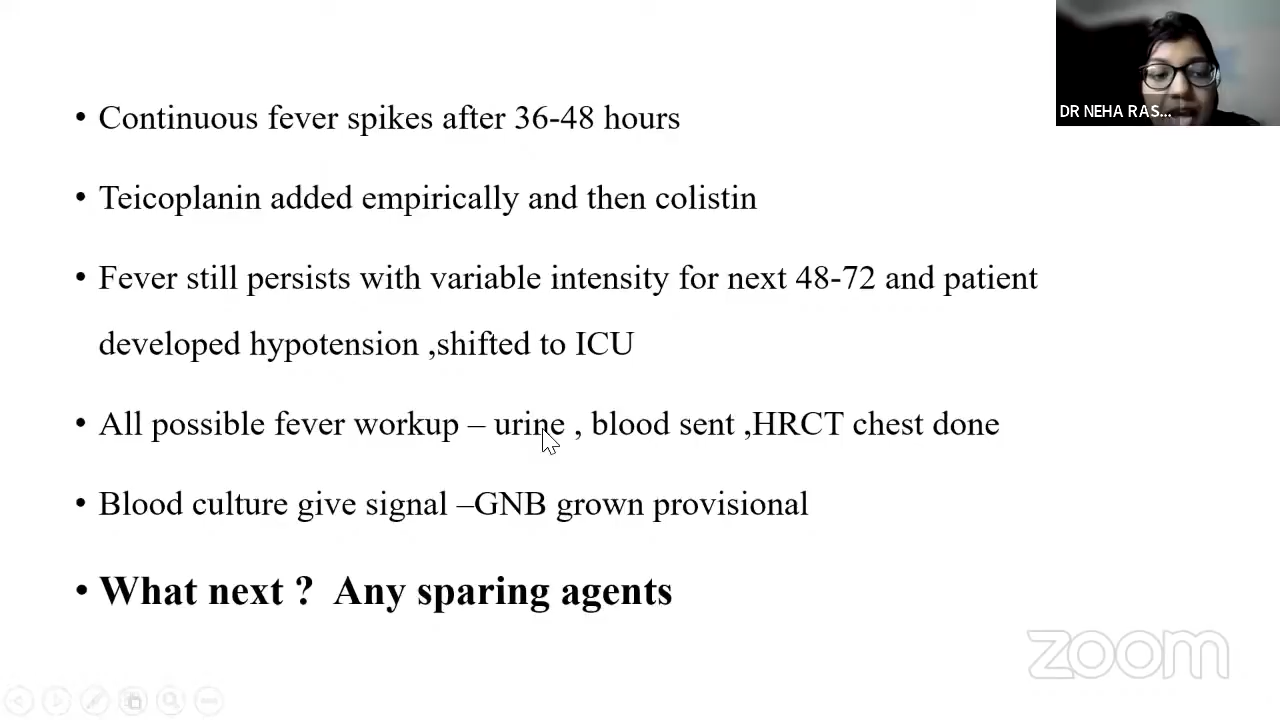 DR NEHA RAS...
• Continuous fever spikes after 36-48 hours
• Teicoplanin added empirically and then colistin
• Fever still persists with variable intensity for next 48-72 and patient
developed hypotension ,shifted to ICU
• All possible fever workup – urine , blood sent ,HRCT chest done
• Blood culture give signal –GNB grown provisional
• What next ? Any sparing agents
zoom